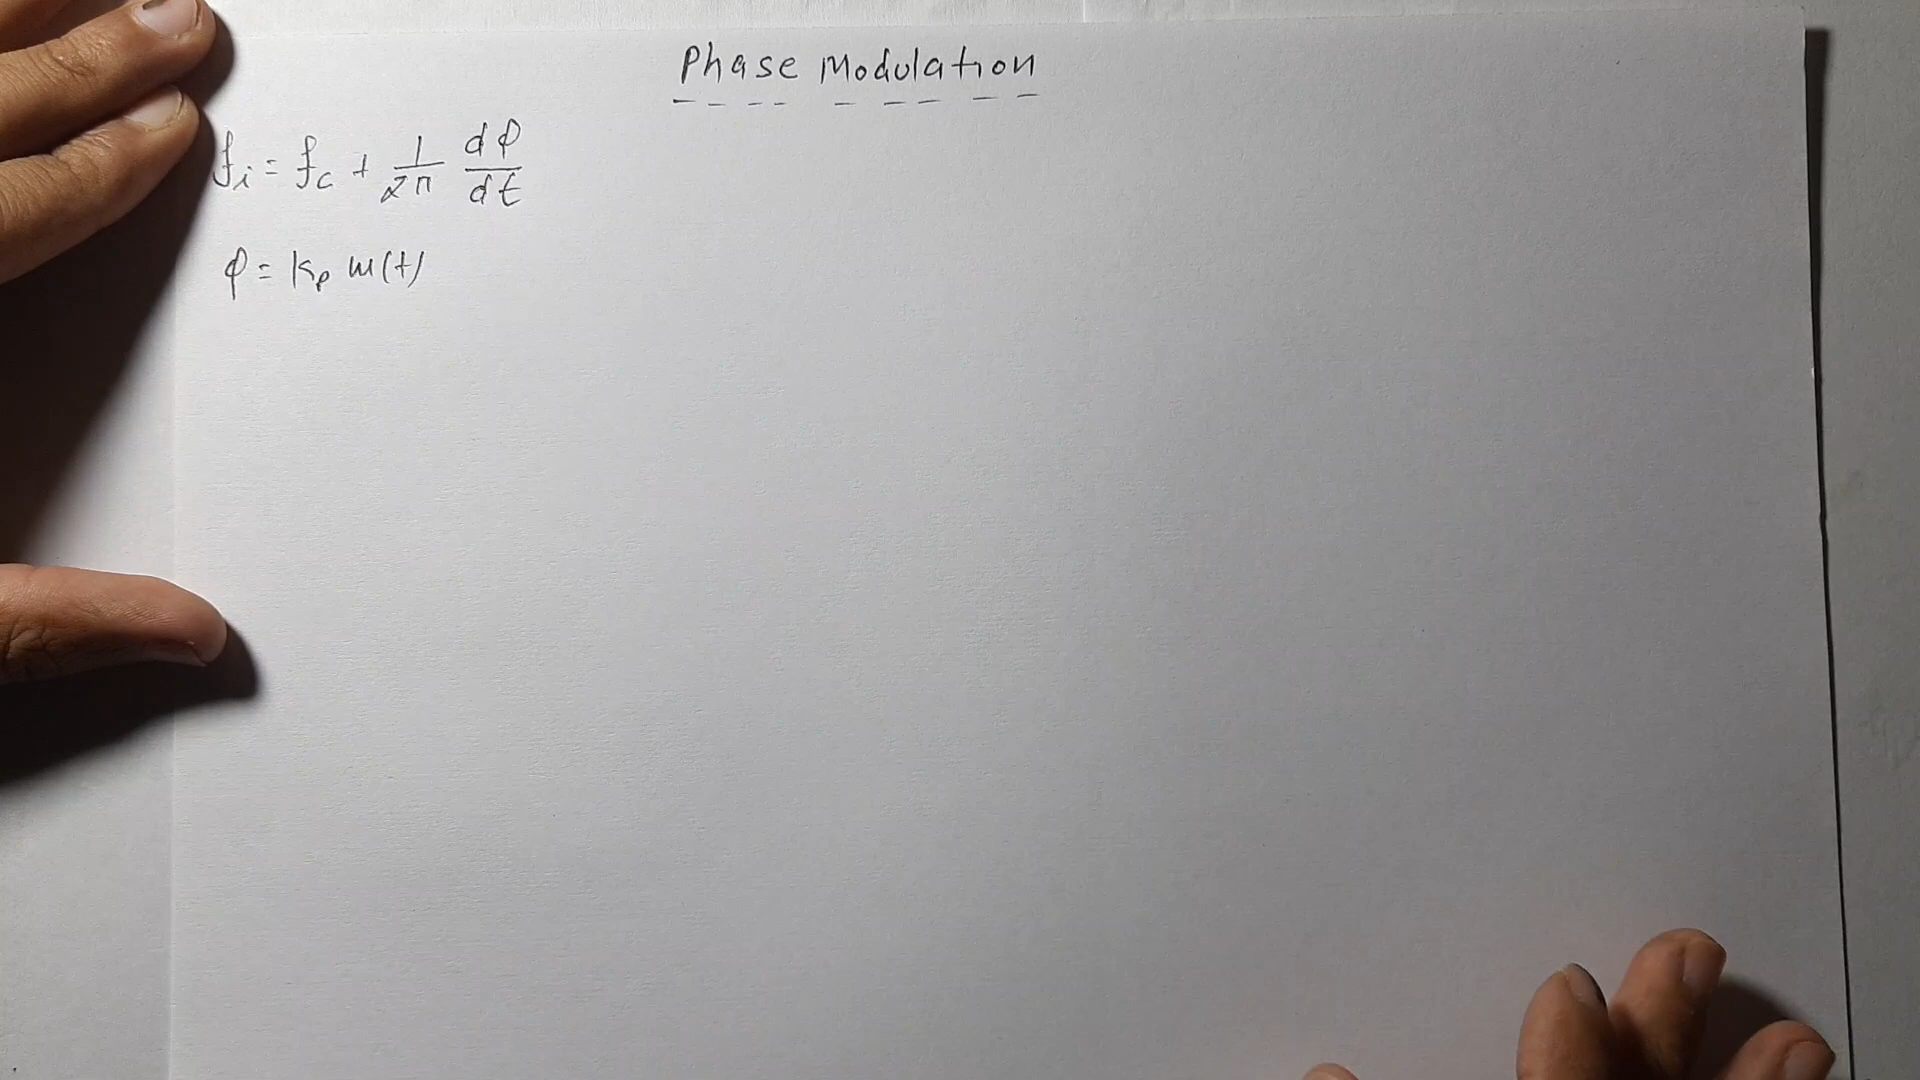 Phase Modulation
fi = fc + 1/2π dφ/dt
φ = kp m(t)